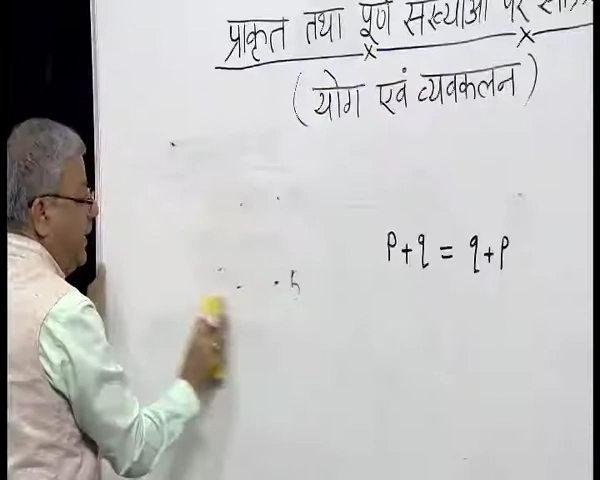 प्राकृत तथा पूर्ण संख्याओं पर
(योग एवं व्यवकलन)
p+q = q+p